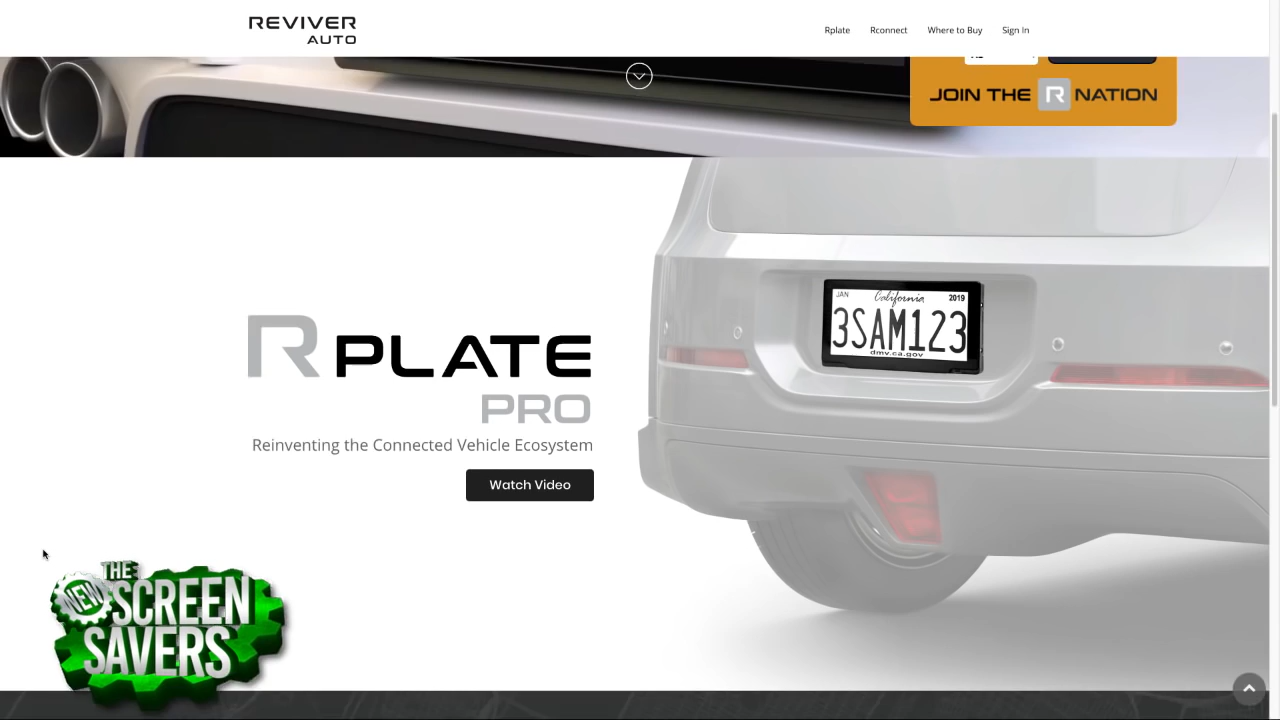 REVIVER
AUTO
Rplate Rconnect Where to Buy Sign In
JOIN THE R NATION
R PLATE
PRO
Reinventing the Connected Vehicle Ecosystem
Watch Video
JAN California 2019
3SAM123
dmv.ca.gov
THE
NEW SCREEN
SAVERS